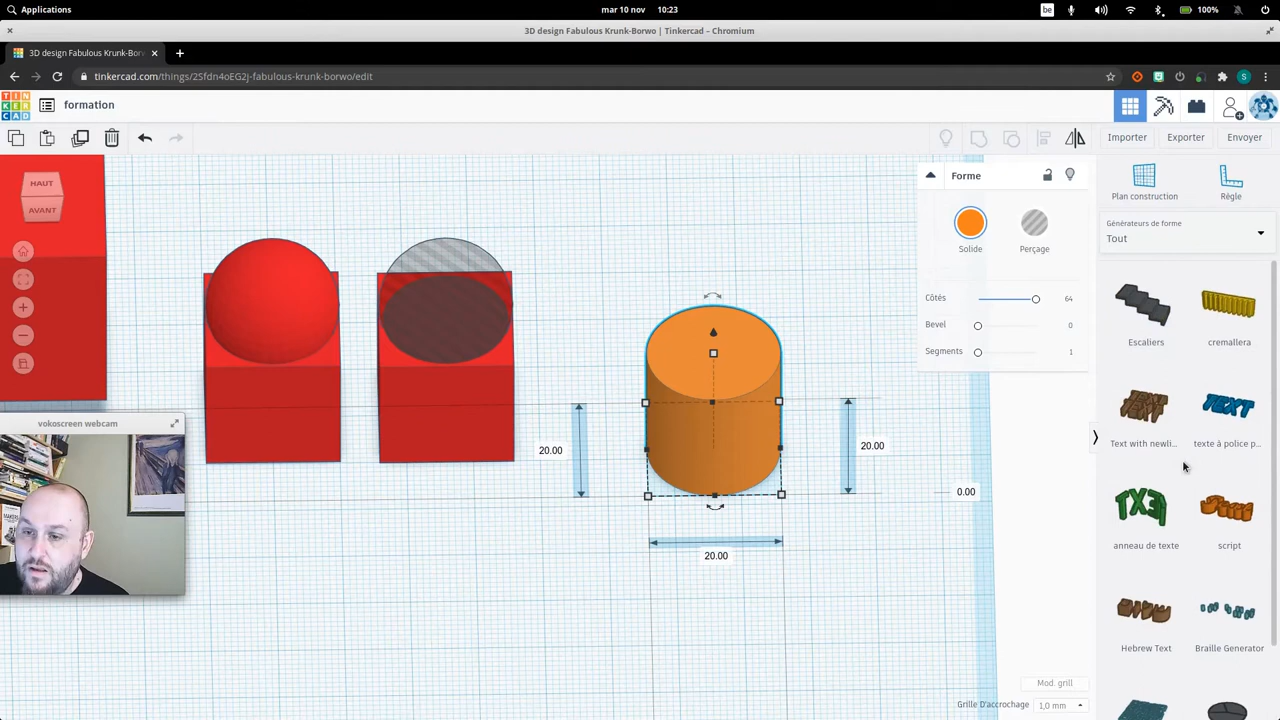 Applications
mar 10 nov
10:23
be
100%
3D design Fabulous Krunk-Borwo | Tinkercad – Chromium
3D design Fabulous Krunk-Borw
tinkercad.com/things/2Sfdn4oEG2j-fabulous-krunk-borwo/edit
S
TIN
KER
CAD
formation
Importer
Exporter
Envoyer
HAUT
AVANT
Forme
Solide
Perçage
Côtés
64
Bevel
0
Segments
1
Plan construction
Règle
Générateurs de forme
Tout
Escaliers
cremallera
Text with newli...
texte à police p...
anneau de texte
script
Hebrew Text
Braille Generator
vokoscreen webcam
20.00
20.00
0.00
20.00
Mod. grill
Grille D'accrochage
1,0 mm